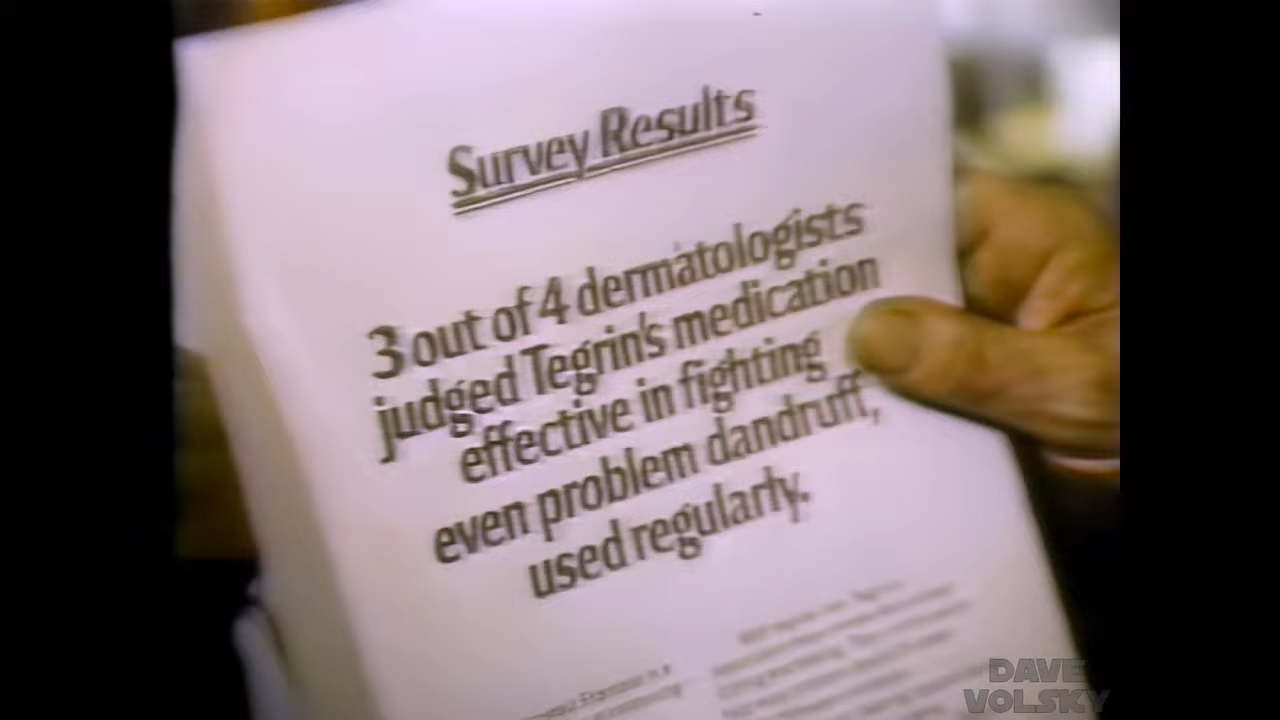 Survey Results
3 out of 4 dermatologists
judged Tegrin's medication
effective in fighting
even problem dandruff,
used regularly.
DAVE
VOLSKY